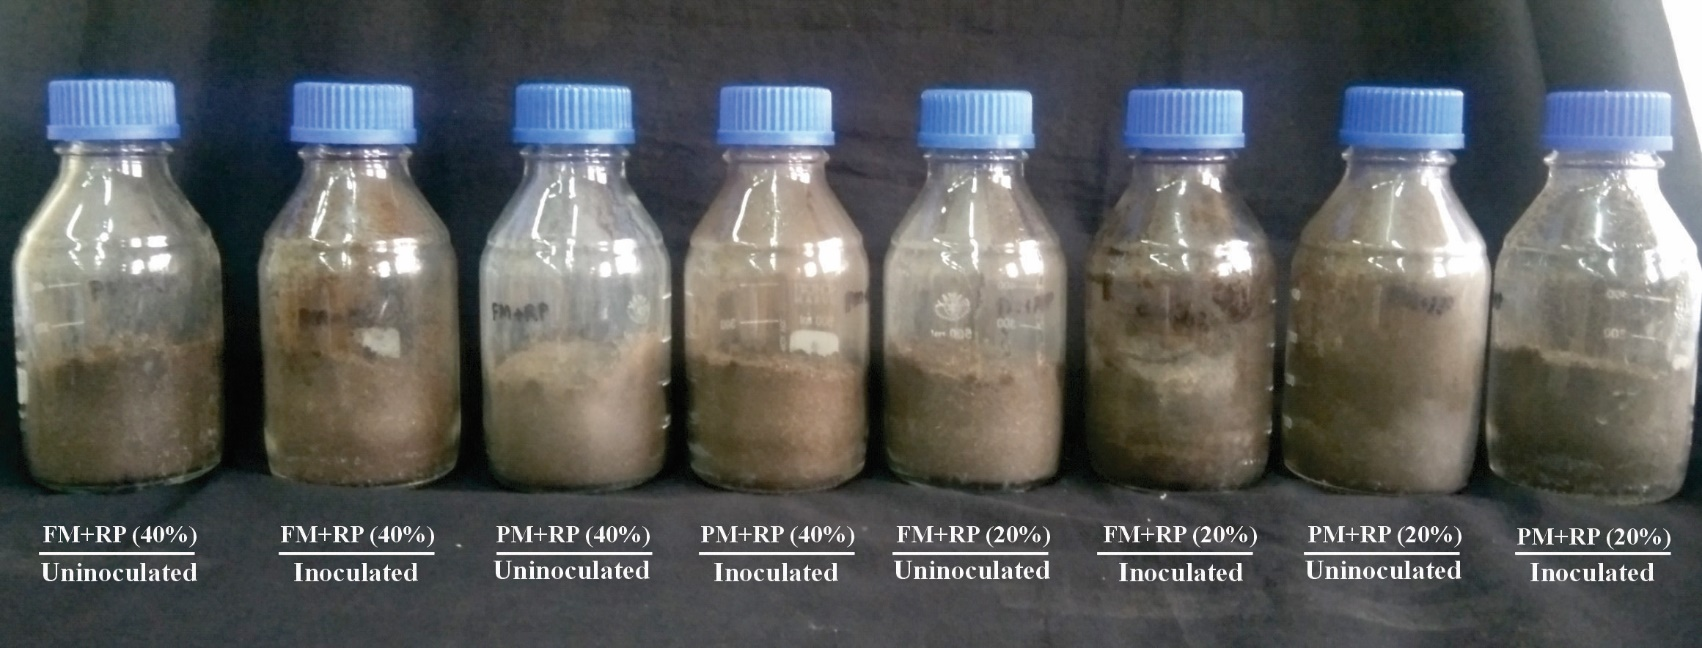 FM+RP
FM+RP (40%)
Uninoculated
FM+RP (40%)
Inoculated
PM+RP (40%)
Uninoculated
PM+RP (40%)
Inoculated
FM+RP (20%)
Uninoculated
FM+RP (20%)
Inoculated
PM+RP (20%)
Uninoculated
PM+RP (20%)
Inoculated